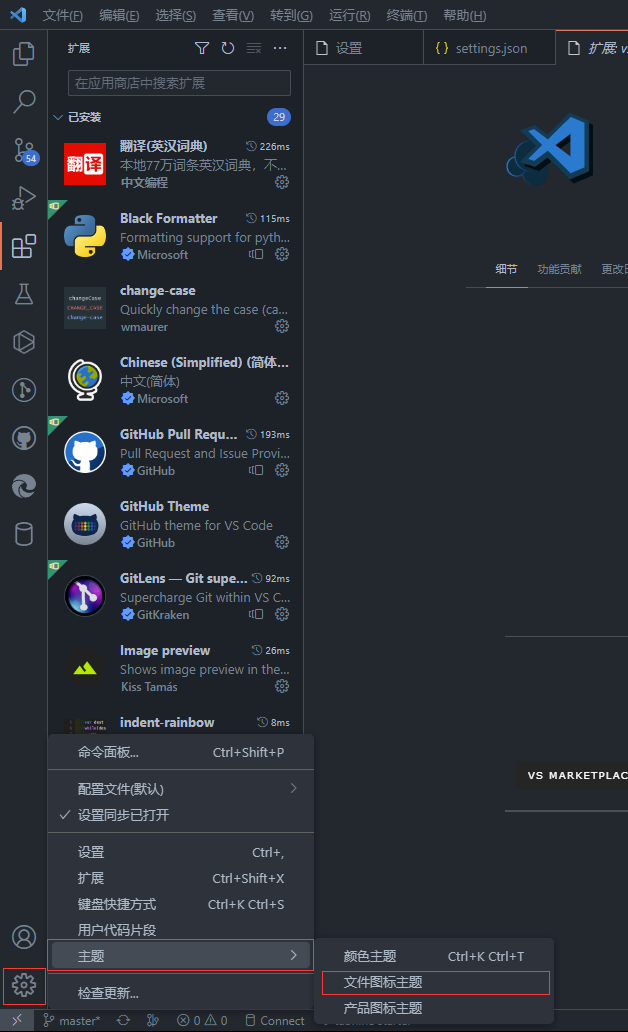 文件(F) 编辑(E) 选择(S) 查看(V) 转到(G) 运行(R) 终端(T) 帮助(H)
扩展
设置
settings.json
扩展: v
在应用商店中搜索扩展
已安装
29
翻译
翻译(英汉词典)
226ms
本地77万词条英汉词典，不...
中文编程
54
Black Formatter
115ms
Formatting support for pyth...
Microsoft
细节 功能贡献 更改日
changeCase
CHANGE_CASE
change-case
change-case
Quickly change the case (ca...
wmaurer
Chinese (Simplified) (简体...
中文(简体)
Microsoft
GitHub Pull Requ...
193ms
Pull Request and Issue Provi...
GitHub
GitHub Theme
GitHub theme for VS Code
GitHub
GitLens — Git supe...
92ms
Supercharge Git within VS C...
GitKraken
Image preview
26ms
Shows image preview in the...
Kiss Tamás
indent-rainbow
8ms
命令面板... Ctrl+Shift+P
配置文件(默认)
设置同步已打开
设置 Ctrl+,
扩展 Ctrl+Shift+X
键盘快捷方式 Ctrl+K Ctrl+S
用户代码片段
主题
检查更新...
VS MARKETPLAC
颜色主题 Ctrl+K Ctrl+T
文件图标主题
产品图标主题
master*
0
0
Connect